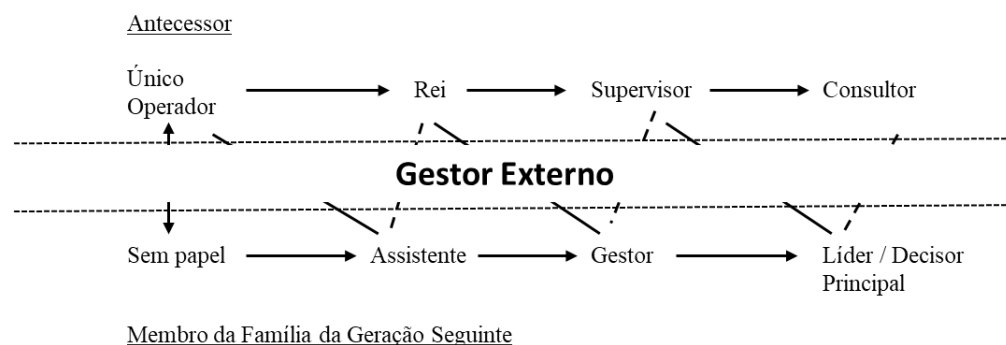 Antecessor
Único
Operador
Rei
Supervisor
Consultor
Gestor Externo
Sem papel
Assistente
Gestor
Líder / Decisor
Principal
Membro da Família da Geração Seguinte